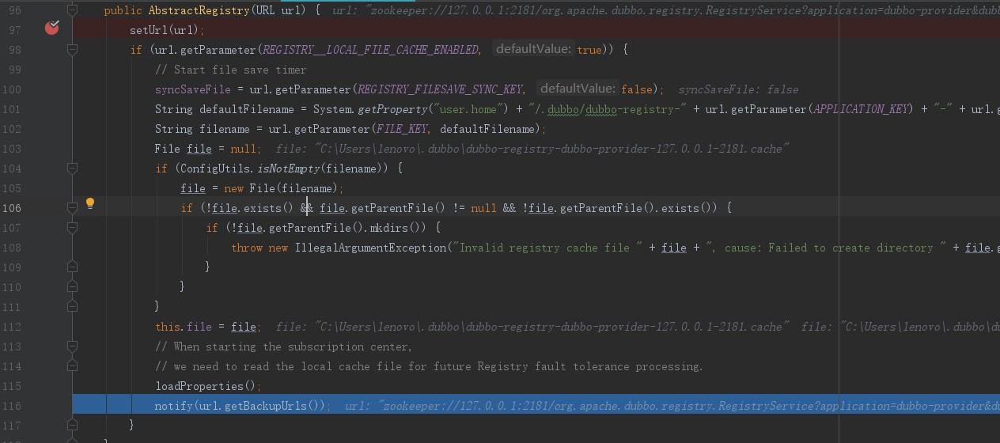 96 public AbstractRegistry(URL url) { url: "zookeeper://127.0.0.1:2181/org.apache.dubbo.registry.RegistryService?application=dubbo-provider&dubb
97 setUrl(url);
98 if (url.getParameter(REGISTRY__LOCAL_FILE_CACHE_ENABLED, defaultValue: true)) {
99 // Start file save timer
100 syncSaveFile = url.getParameter(REGISTRY_FILESAVE_SYNC_KEY, defaultValue: false); syncSaveFile: false
101 String defaultFilename = System.getProperty("user.home") + "/.dubbo/dubbo-registry-" + url.getParameter(APPLICATION_KEY) + "-" + url.g
102 String filename = url.getParameter(FILE_KEY, defaultFilename);
103 File file = null; file: "C:\Users\lenovo\.dubbo\dubbo-registry-dubbo-provider-127.0.0.1-2181.cache"
104 if (ConfigUtils.isNotEmpty(filename)) {
105 file = new File(filename);
106 if (!file.exists() && file.getParentFile() != null && !file.getParentFile().exists()) {
107 if (!file.getParentFile().mkdirs()) {
108 throw new IllegalArgumentException("Invalid registry cache file " + file + ", cause: Failed to create directory " + file.g
109 }
110 }
111 }
112 this.file = file; file: "C:\Users\lenovo\.dubbo\dubbo-registry-dubbo-provider-127.0.0.1-2181.cache" file: "C:\Users\lenovo\.dubbo\du
113 // When starting the subscription center,
114 // we need to read the local cache file for future Registry fault tolerance processing.
115 loadProperties();
116 notify(url.getBackupUrls()); url: "zookeeper://127.0.0.1:2181/org.apache.dubbo.registry.RegistryService?application=dubbo-provider&du
117 }